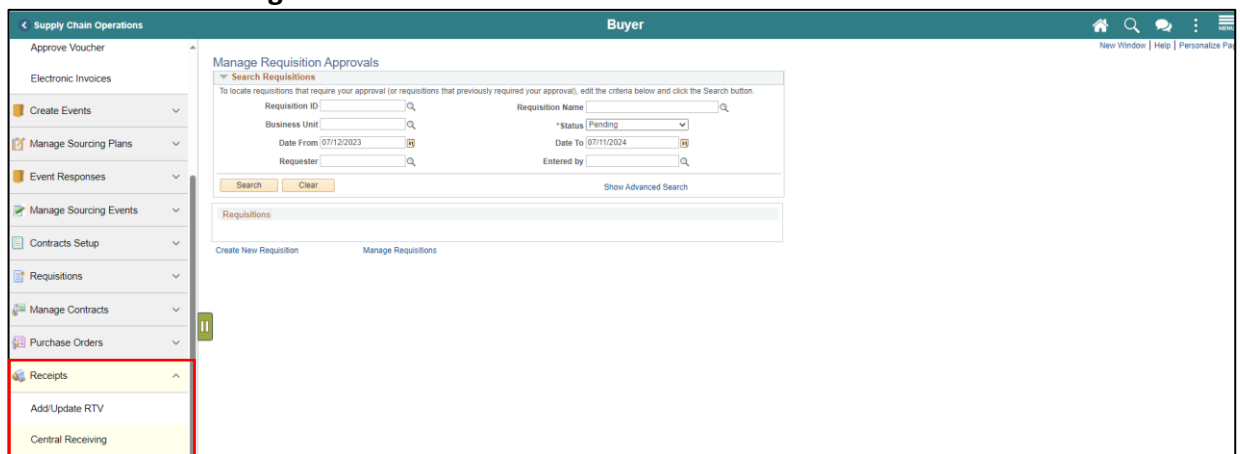 Supply Chain Operations
Buyer
MENU
New Window | Help | Personalize Pag
Approve Voucher
Electronic Invoices
Create Events
Manage Sourcing Plans
Event Responses
Manage Sourcing Events
Contracts Setup
Requisitions
Manage Contracts
Purchase Orders
Receipts
Add/Update RTV
Central Receiving
Manage Requisition Approvals
Search Requisitions
To locate requisitions that require your approval (or requisitions that previously required your approval), edit the criteria below and click the Search button.
Requisition ID Requisition Name
Business Unit *Status Pending
Date From 07/12/2023 Date To 07/11/2024
Requester Entered by
Search Clear Show Advanced Search
Requisitions
Create New Requisition Manage Requisitions